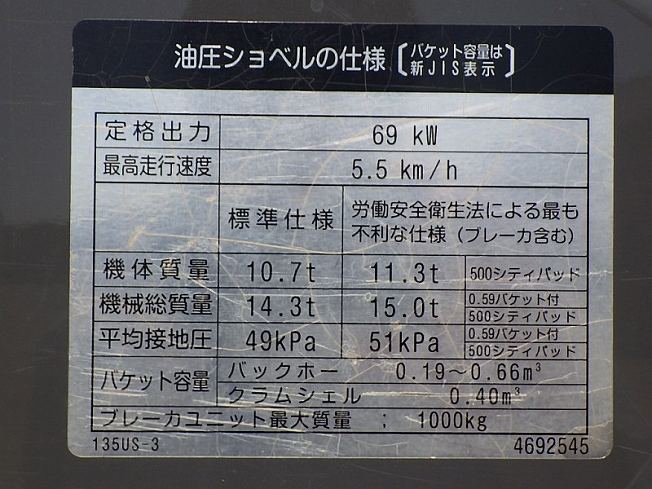 油圧ショベルの仕様〔バケット容量は
新JIS表示〕
定格出力 69 kW
最高走行速度 5.5 km/h
標準仕様 労働安全衛生法による最も
不利な仕様（ブレーカ含む）
機体質量 10.7t 11.3t 500シティパッド
機械総質量 14.3t 15.0t 0.59バケット付
500シティパッド
平均接地圧 49kPa 51kPa 0.59バケット付
500シティパッド
バケット容量 バックホー 0.19～0.66m³
クラムシェル 0.40m³
ブレーカユニット最大質量 ; 1000kg
135US-3 4692545